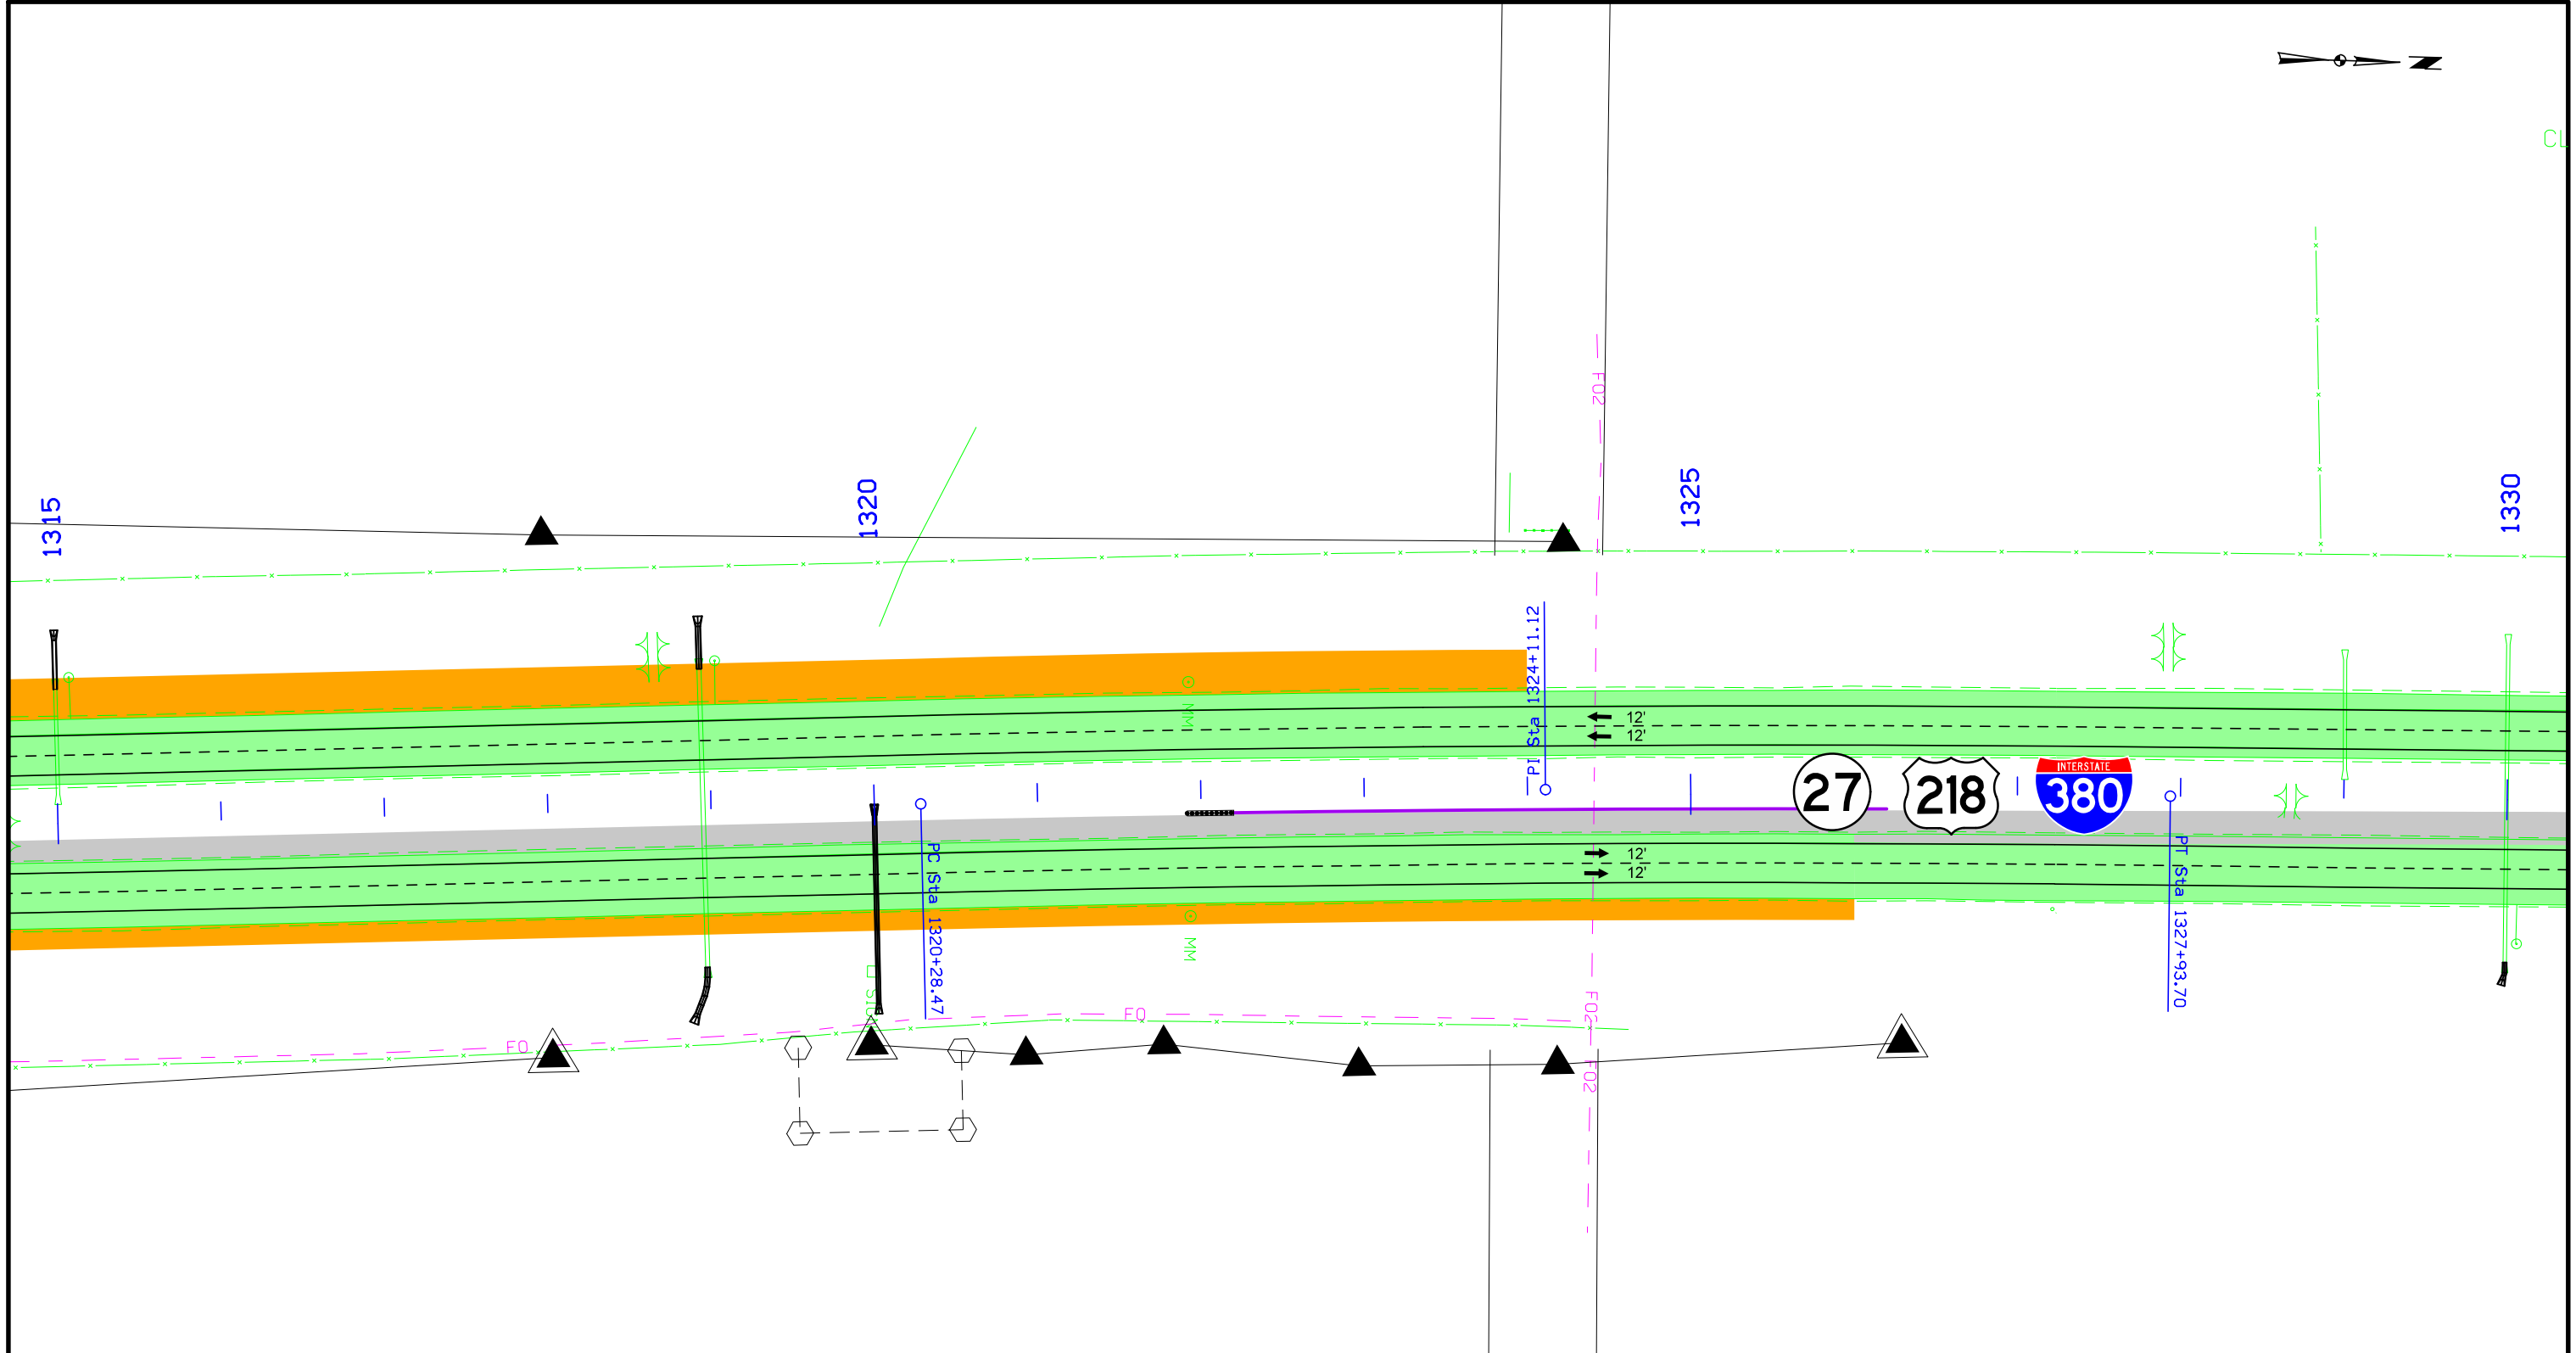 N
CL
FO2
1315
1320
1325
1330
PI Sta 1324+11.12
MM
12'
12'
27
218
INTERSTATE
380
12'
12'
PC Sta 1320+28.47
PT Sta 1327+93.70
MM
FO
FO2
FO
FO2